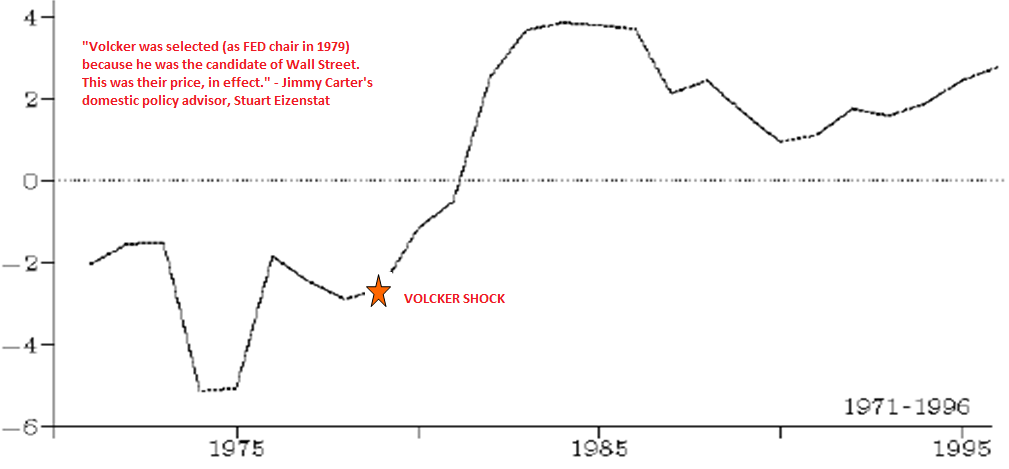 4
"Volcker was selected (as FED chair in 1979)
because he was the candidate of Wall Street.
This was their price, in effect." - Jimmy Carter's
domestic policy advisor, Stuart Eizenstat
2
0
−2
VOLCKER SHOCK
−4
1971-1996
−6
1975
1985
1995